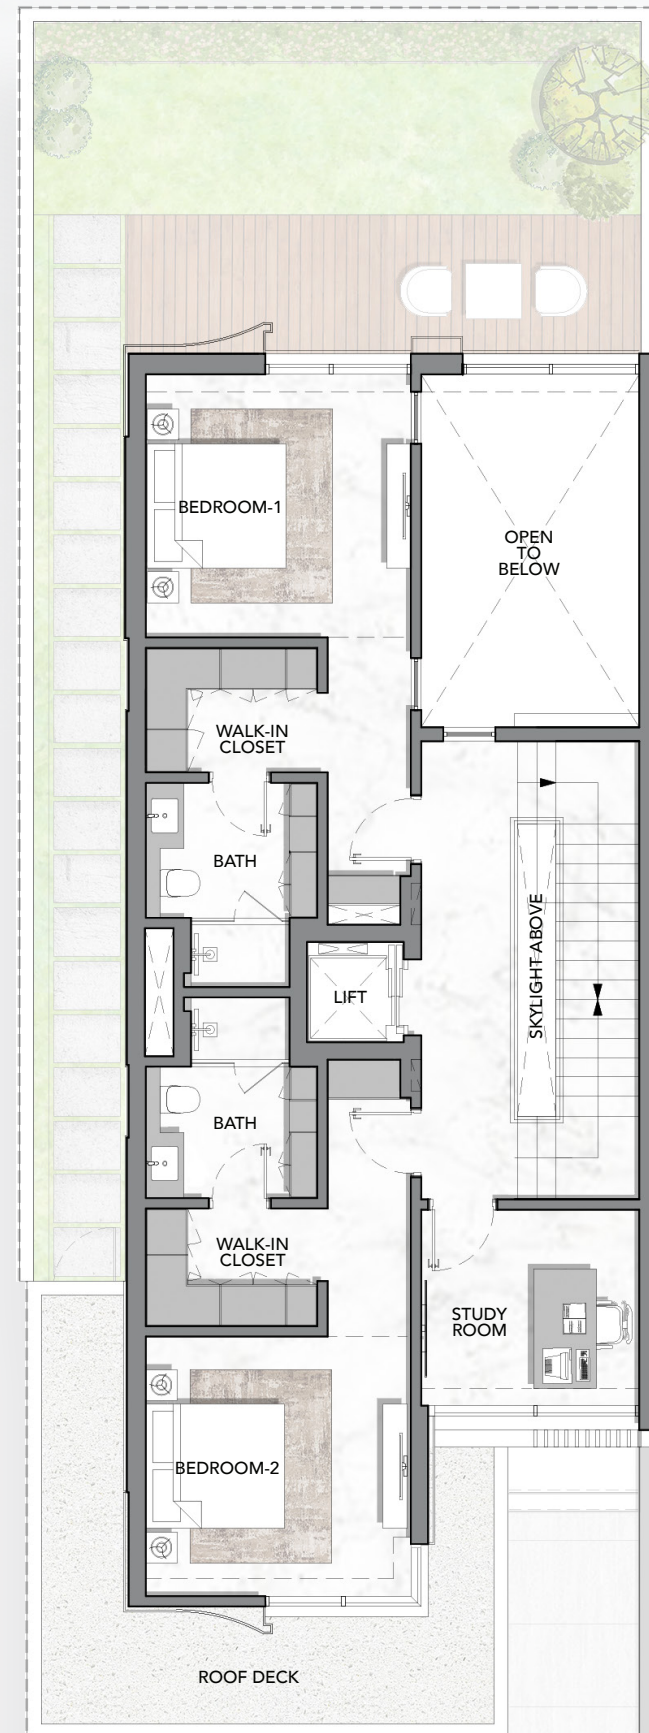 BEDROOM-1
OPEN
TO
BELOW
WALK-IN
CLOSET
BATH
SKYLIGHT ABOVE
LIFT
BATH
WALK-IN
CLOSET
STUDY
ROOM
BEDROOM-2
ROOF DECK